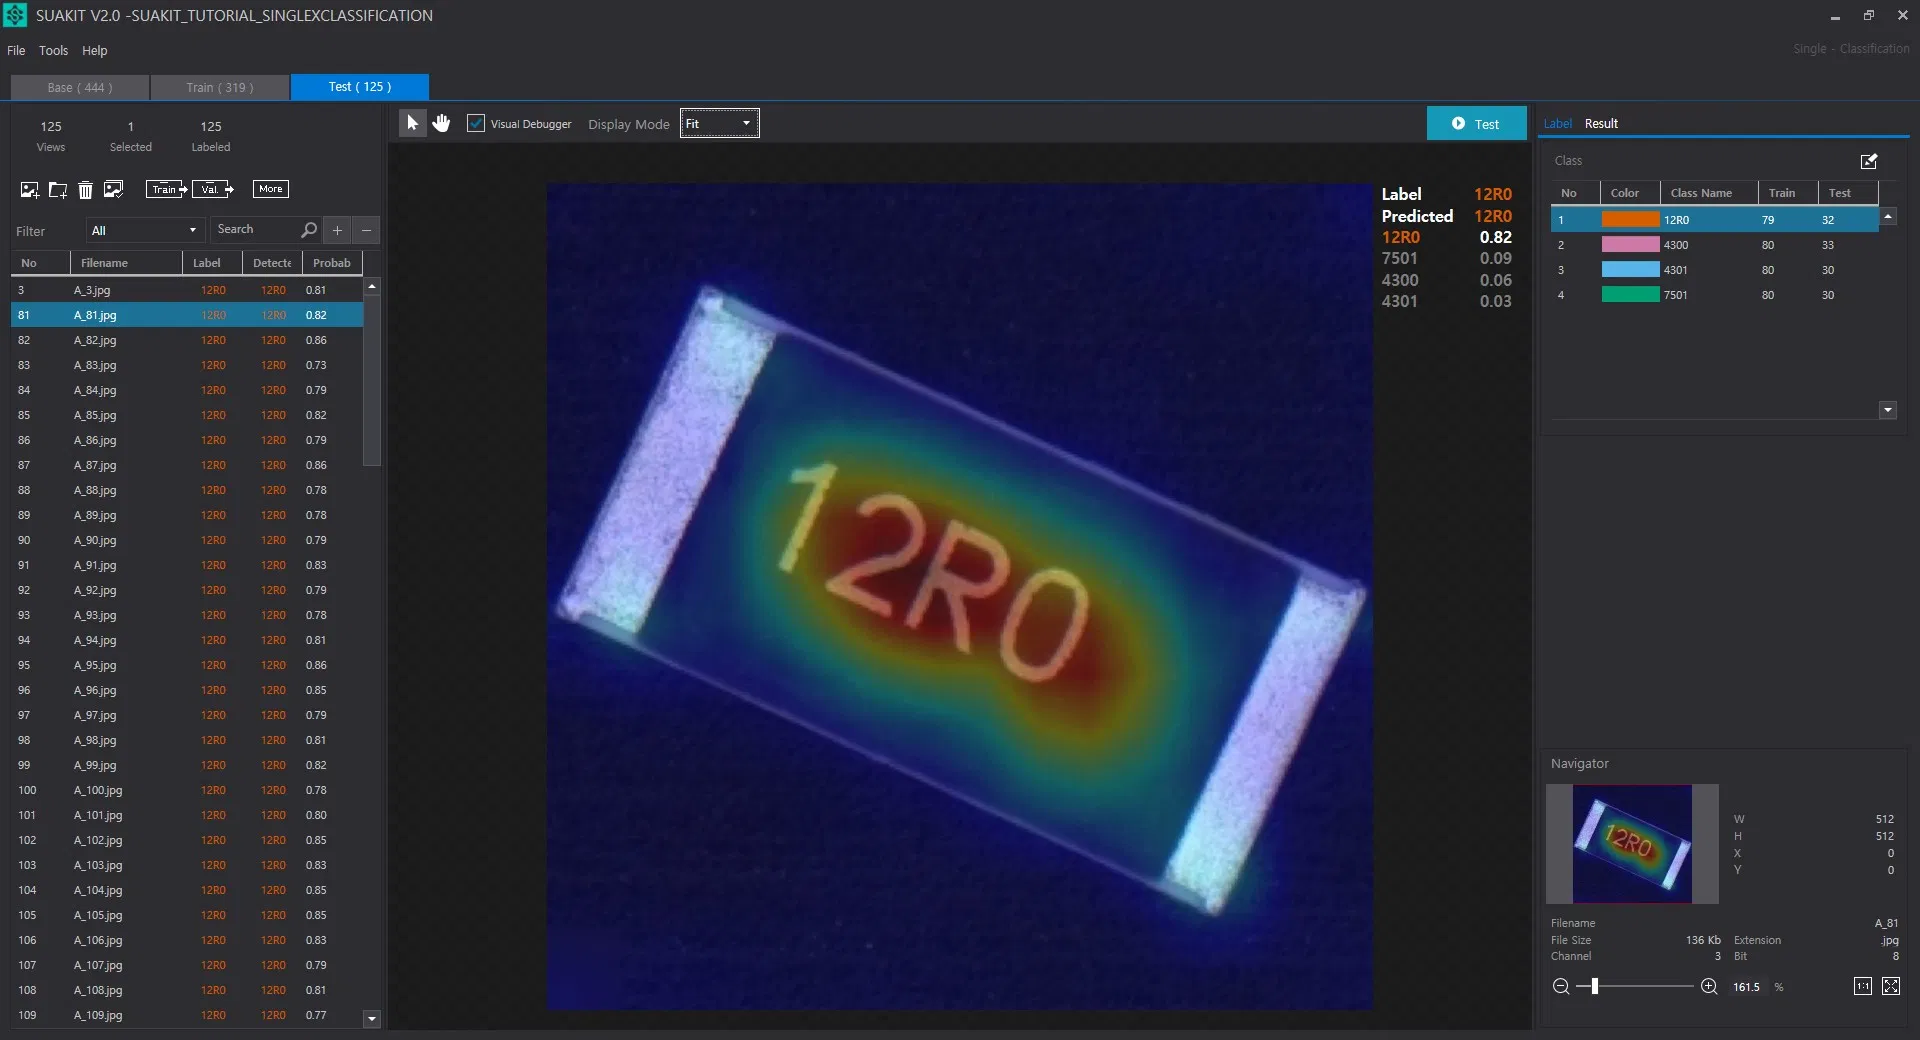 SUAKIT V2.0 -SUAKIT_TUTORIAL_SINGLEXCLASSIFICATION
File Tools Help
Single - Classification
Base ( 444 ) Train ( 319 ) Test ( 125 )
125 1 125
Views Selected Labeled
Train Val. More
Filter All Search + −
No Filename Label Detecte Probab
3 A_3.jpg 12R0 12R0 0.81
81 A_81.jpg 12R0 12R0 0.82
82 A_82.jpg 12R0 12R0 0.86
83 A_83.jpg 12R0 12R0 0.73
84 A_84.jpg 12R0 12R0 0.79
85 A_85.jpg 12R0 12R0 0.82
86 A_86.jpg 12R0 12R0 0.79
87 A_87.jpg 12R0 12R0 0.86
88 A_88.jpg 12R0 12R0 0.78
89 A_89.jpg 12R0 12R0 0.78
90 A_90.jpg 12R0 12R0 0.79
91 A_91.jpg 12R0 12R0 0.83
92 A_92.jpg 12R0 12R0 0.79
93 A_93.jpg 12R0 12R0 0.78
94 A_94.jpg 12R0 12R0 0.81
95 A_95.jpg 12R0 12R0 0.86
96 A_96.jpg 12R0 12R0 0.85
97 A_97.jpg 12R0 12R0 0.79
98 A_98.jpg 12R0 12R0 0.81
99 A_99.jpg 12R0 12R0 0.82
100 A_100.jpg 12R0 12R0 0.78
101 A_101.jpg 12R0 12R0 0.80
102 A_102.jpg 12R0 12R0 0.85
103 A_103.jpg 12R0 12R0 0.83
104 A_104.jpg 12R0 12R0 0.85
105 A_105.jpg 12R0 12R0 0.85
106 A_106.jpg 12R0 12R0 0.83
107 A_107.jpg 12R0 12R0 0.79
108 A_108.jpg 12R0 12R0 0.81
109 A_109.jpg 12R0 12R0 0.77
Visual Debugger Display Mode Fit Test
Label 12R0
Predicted 12R0
12R0 0.82
7501 0.09
4300 0.06
4301 0.03
12R0
Label Result
Class
No Color Class Name Train Test
1 12R0 79 32
2 4300 80 33
3 4301 80 30
4 7501 80 30
Navigator
12R0
W 512
H 512
X 0
Y 0
Filename A_81
File Size 136 Kb Extension .jpg
Channel 3 Bit 8
161.5 % 1:1